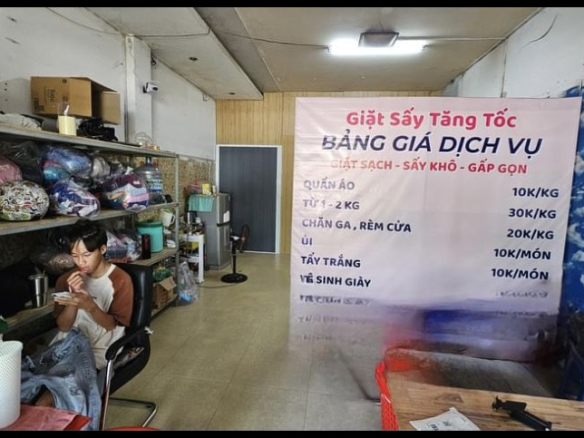 Giặt Sấy Tăng Tốc
BẢNG GIÁ DỊCH VỤ
GIẶT SẠCH - SẤY KHÔ - GẤP GỌN
QUẦN ÁO 10K/KG
TỪ 1 - 2 KG 30K/KG
CHĂN GA , RÈM CỬA 20K/KG
ỦI 10K/MÓN
TẨY TRẮNG 10K/MÓN
VỆ SINH GIÀY